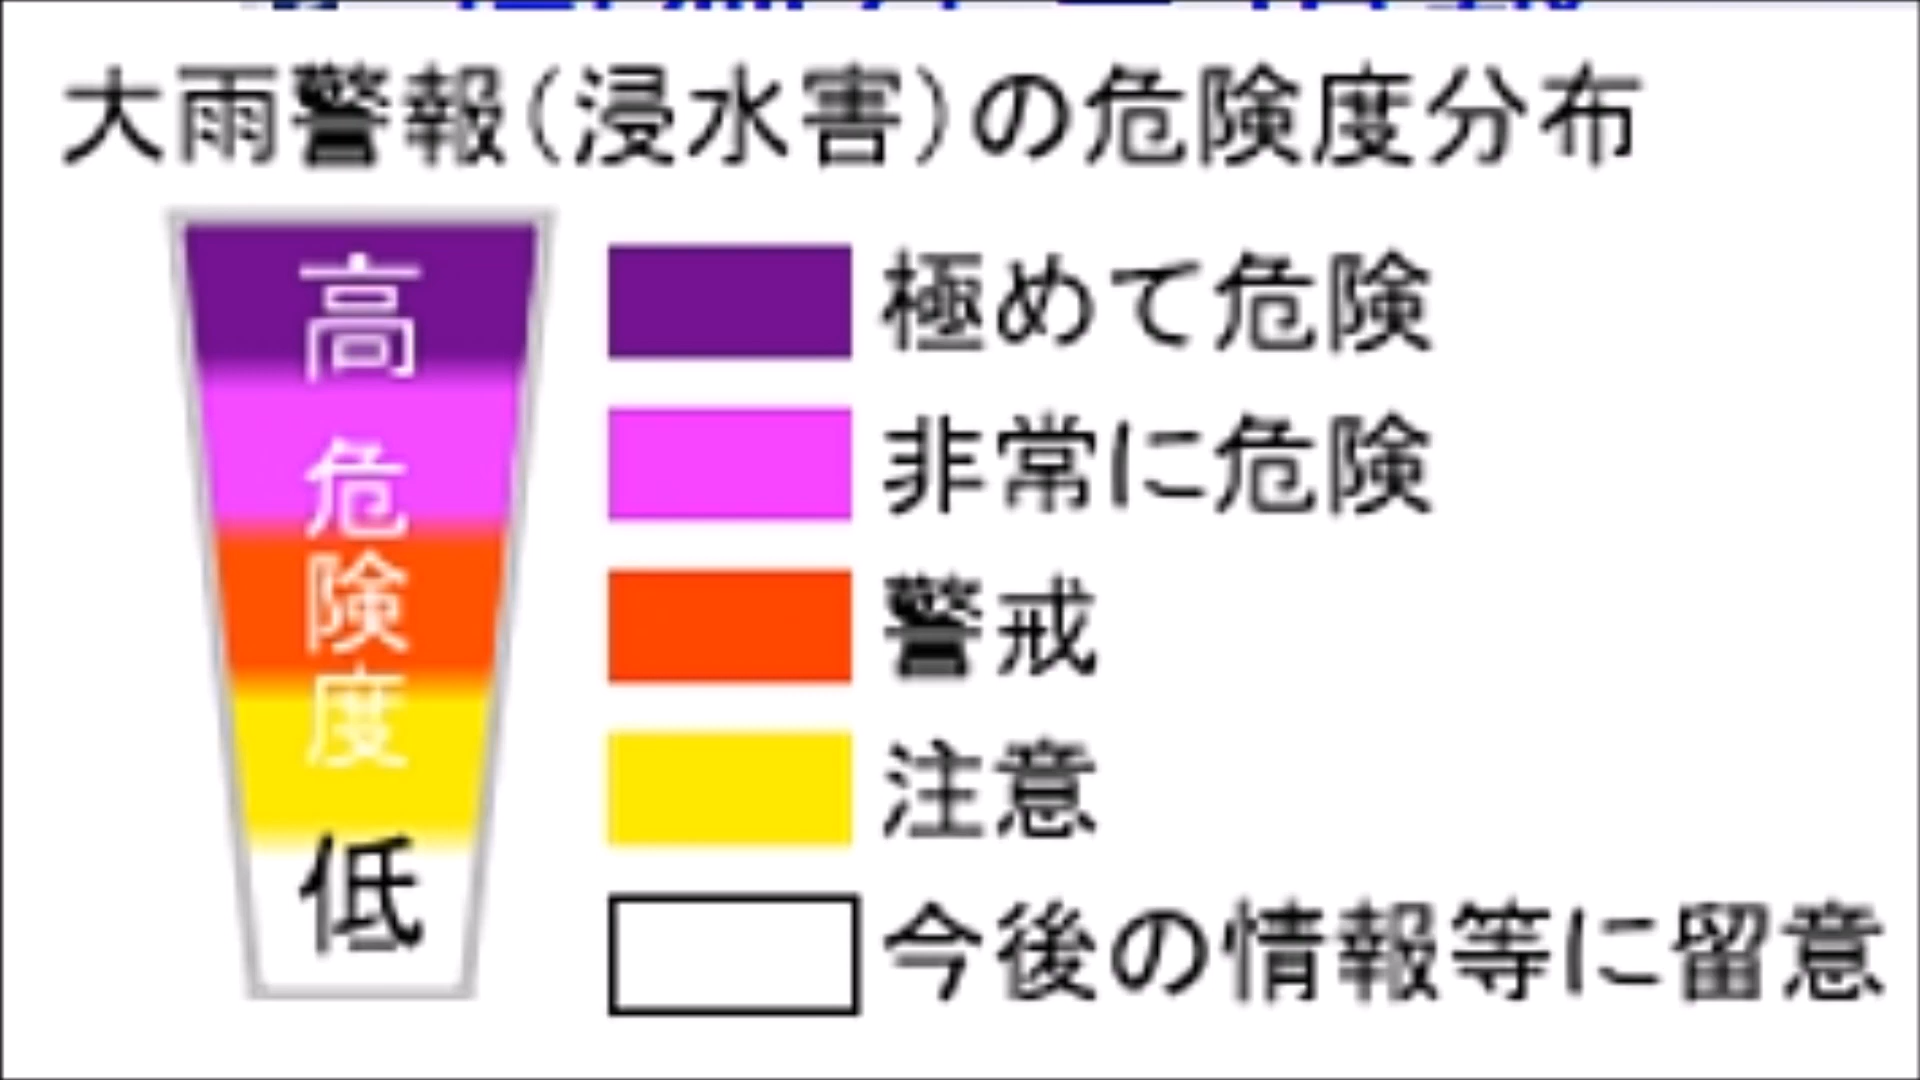 大雨警報(浸水害)の危険度分布
高
危険度
低
極めて危険
非常に危険
警戒
注意
今後の情報等に留意